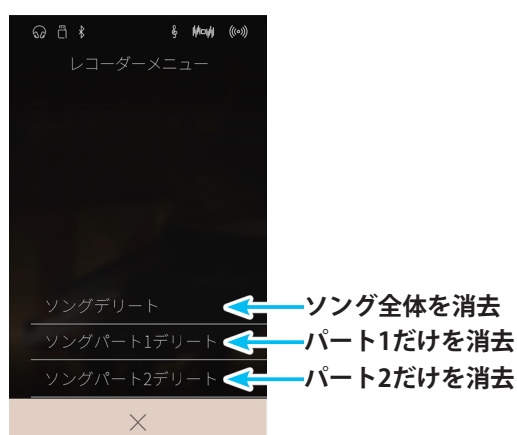 レコーダーメニュー
ソングデリート
ソング全体を消去
ソングパート1デリート
パート1だけを消去
ソングパート2デリート
パート2だけを消去